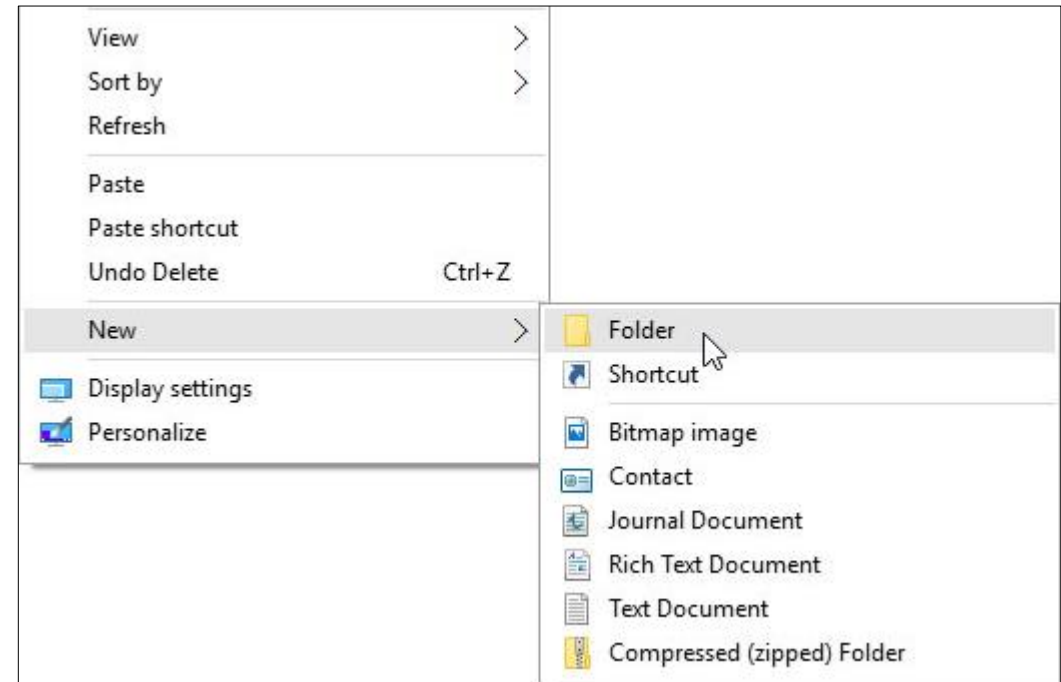 View
Sort by
Refresh
Paste
Paste shortcut
Undo Delete Ctrl+Z
New
Display settings
Personalize
Folder
Shortcut
Bitmap image
Contact
Journal Document
Rich Text Document
Text Document
Compressed (zipped) Folder